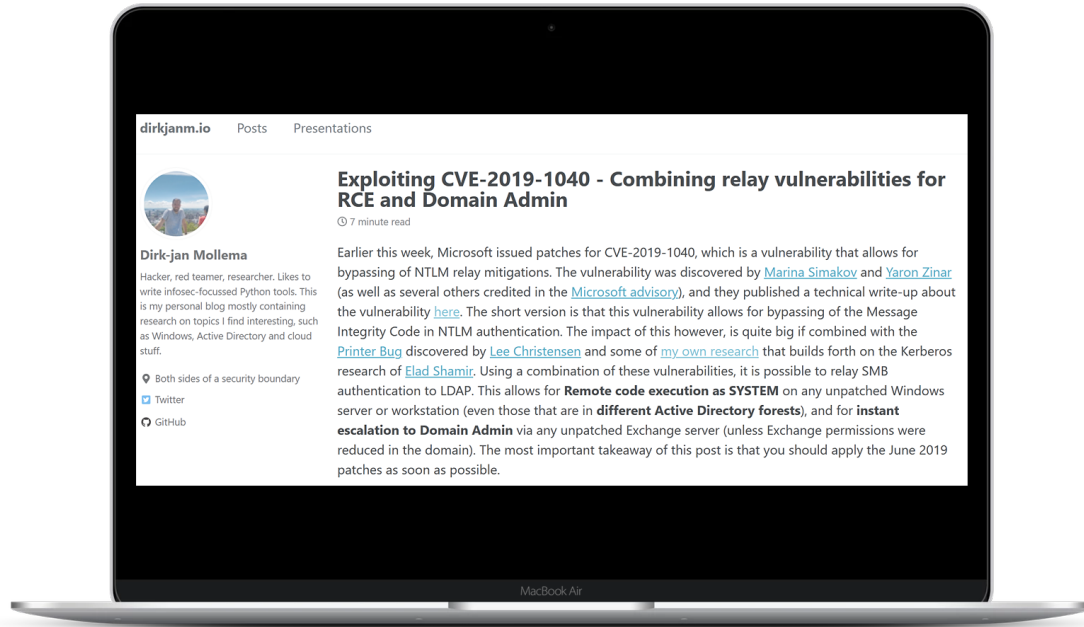 dirkjanm.io Posts Presentations
Exploiting CVE-2019-1040 - Combining relay vulnerabilities for
RCE and Domain Admin
7 minute read
Dirk-jan Mollema
Hacker, red teamer, researcher. Likes to
write infosec-focussed Python tools. This
is my personal blog mostly containing
research on topics I find interesting, such
as Windows, Active Directory and cloud
stuff.
Both sides of a security boundary
Twitter
GitHub
Earlier this week, Microsoft issued patches for CVE-2019-1040, which is a vulnerability that allows for
bypassing of NTLM relay mitigations. The vulnerability was discovered by Marina Simakov and Yaron Zinar
(as well as several others credited in the Microsoft advisory), and they published a technical write-up about
the vulnerability here. The short version is that this vulnerability allows for bypassing of the Message
Integrity Code in NTLM authentication. The impact of this however, is quite big if combined with the
Printer Bug discovered by Lee Christensen and some of my own research that builds forth on the Kerberos
research of Elad Shamir. Using a combination of these vulnerabilities, it is possible to relay SMB
authentication to LDAP. This allows for Remote code execution as SYSTEM on any unpatched Windows
server or workstation (even those that are in different Active Directory forests), and for instant
escalation to Domain Admin via any unpatched Exchange server (unless Exchange permissions were
reduced in the domain). The most important takeaway of this post is that you should apply the June 2019
patches as soon as possible.
MacBook Air